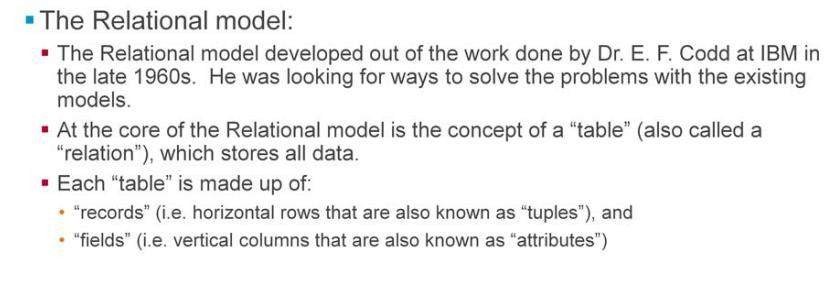 The Relational model:
The Relational model developed out of the work done by Dr. E. F. Codd at IBM in
the late 1960s.  He was looking for ways to solve the problems with the existing
models.
At the core of the Relational model is the concept of a “table” (also called a
“relation”), which stores all data.
Each “table” is made up of:
“records” (i.e. horizontal rows that are also known as “tuples”), and
“fields” (i.e. vertical columns that are also known as “attributes”)